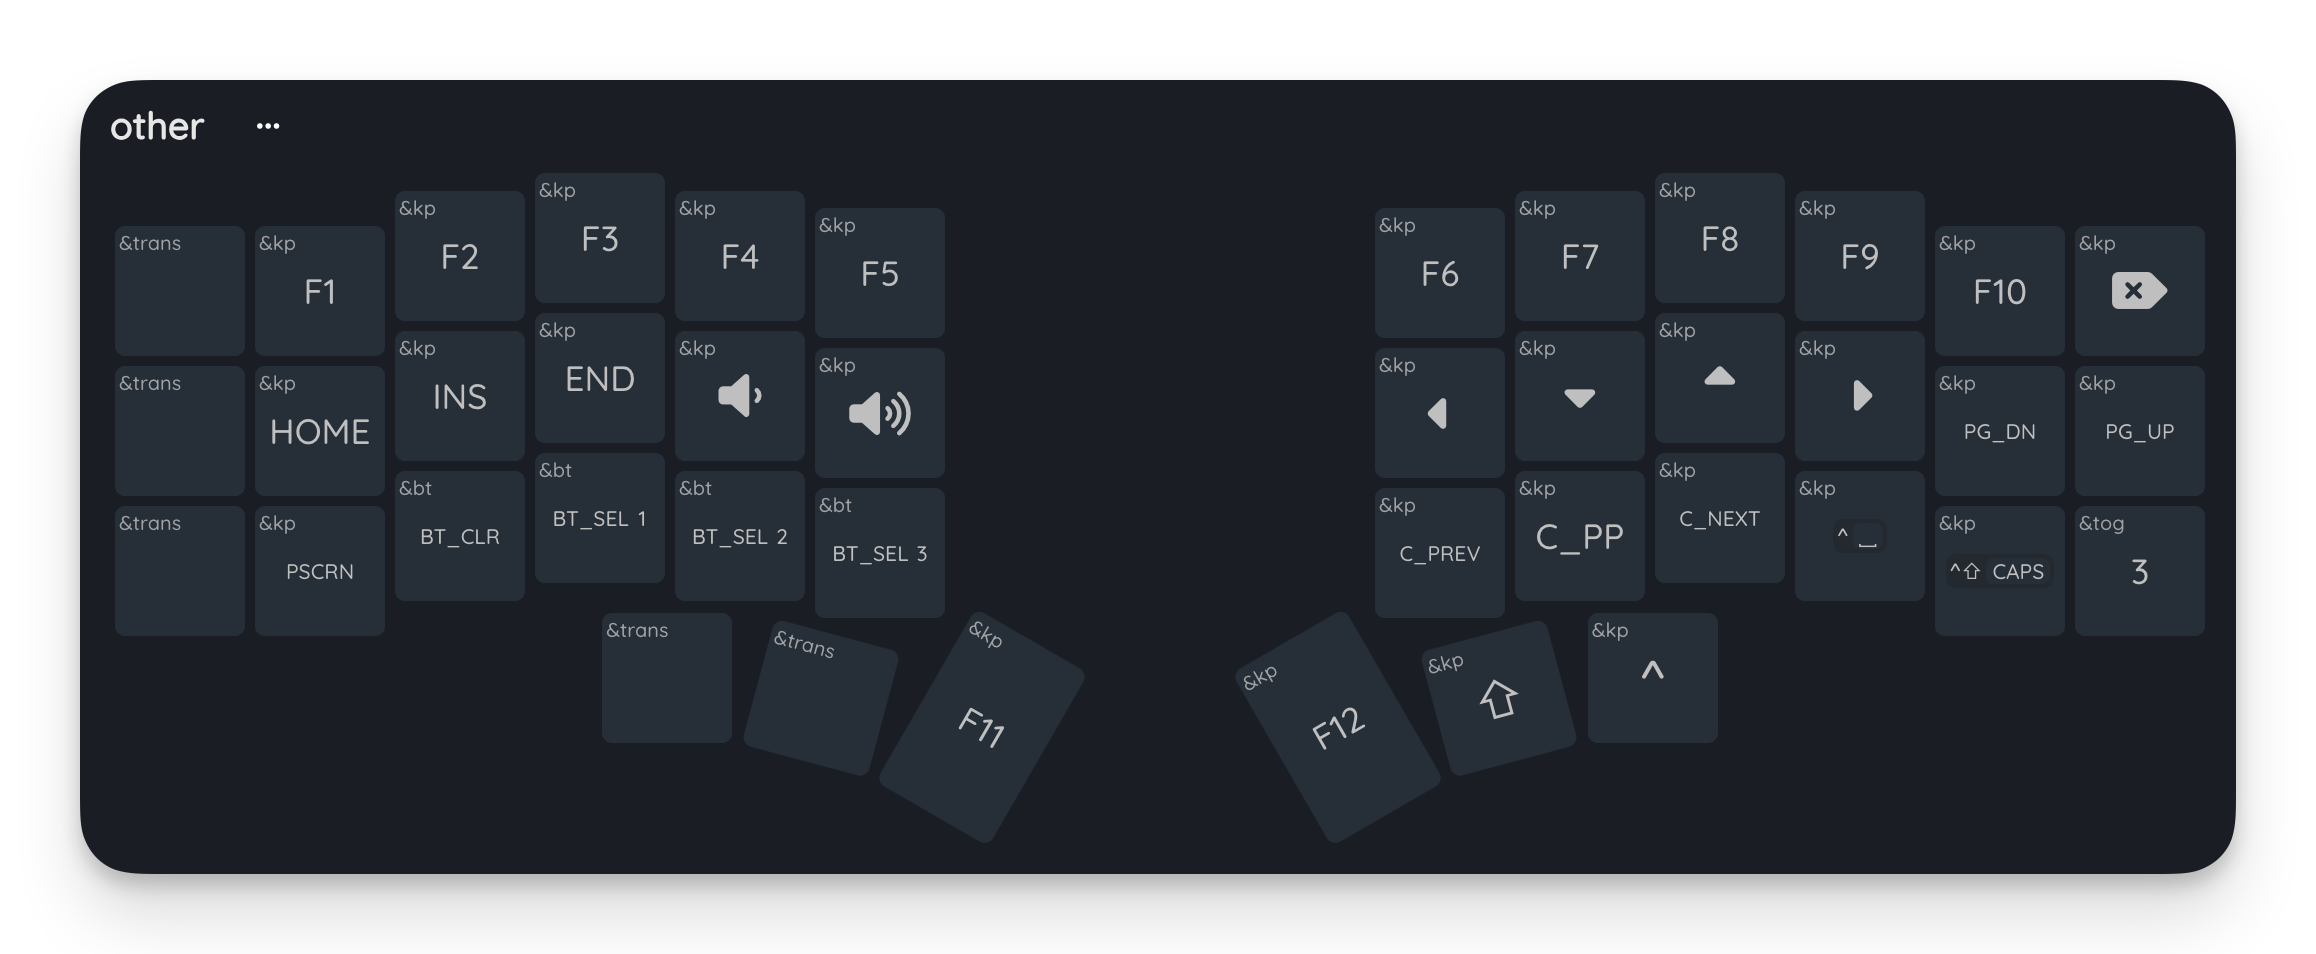 other ...
&trans &kp F1 &kp F2 &kp F3 &kp F4 &kp F5 &kp F6 &kp F7 &kp F8 &kp F9 &kp F10 &kp
&trans &kp HOME &kp INS &kp END &kp &kp &kp &kp &kp &kp &kp PG_DN &kp PG_UP
&trans &kp PSCRN &bt BT_CLR &bt BT_SEL 1 &bt BT_SEL 2 &bt BT_SEL 3 &kp C_PREV &kp C_PP &kp C_NEXT &kp ^ ⎵ &kp ^⇧ CAPS &tog 3
&trans &trans &kp F11 &kp F12 &kp ⇧ &kp ^